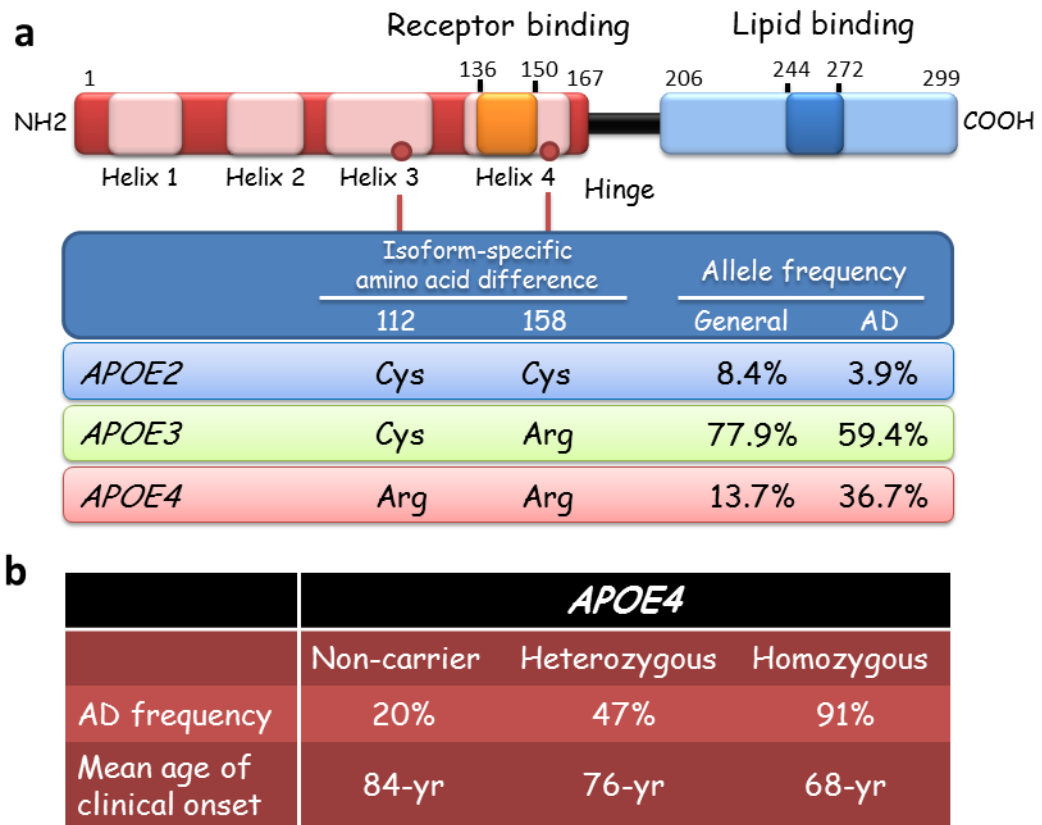 a
Receptor binding Lipid binding
1 136 150 167 206 244 272 299
NH2 COOH
Helix 1 Helix 2 Helix 3 Helix 4 Hinge
Isoform-specific
amino acid difference
Allele frequency
112 158 General AD
APOE2 Cys Cys 8.4% 3.9%
APOE3 Cys Arg 77.9% 59.4%
APOE4 Arg Arg 13.7% 36.7%
b
APOE4
Non-carrier Heterozygous Homozygous
AD frequency 20% 47% 91%
Mean age of
clinical onset
84-yr 76-yr 68-yr